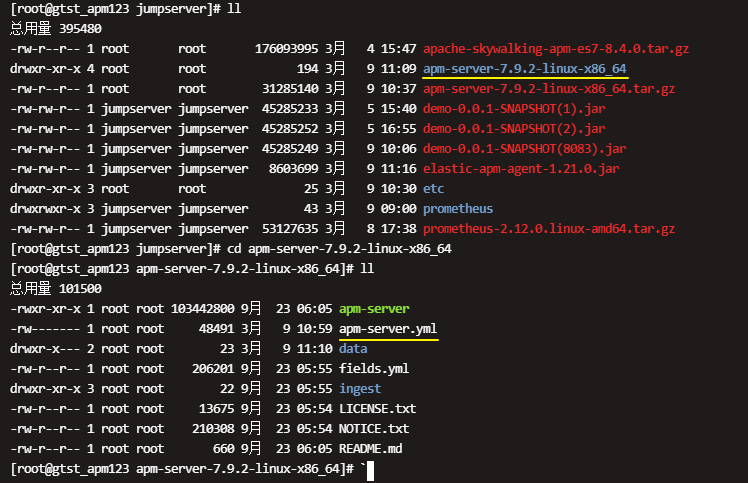 [root@gtst_apm123 jumpserver]# ll
总用量 395480
-rw-r--r-- 1 root       root       176093995 3月   4 15:47 apache-skywalking-apm-es7-8.4.0.tar.gz
drwxr-xr-x 4 root       root             194 3月   9 11:09 apm-server-7.9.2-linux-x86_64
-rw-r--r-- 1 root       root        31285140 3月   9 10:37 apm-server-7.9.2-linux-x86_64.tar.gz
-rw-rw-r-- 1 jumpserver jumpserver  45285233 3月   5 15:40 demo-0.0.1-SNAPSHOT(1).jar
-rw-rw-r-- 1 jumpserver jumpserver  45285252 3月   5 16:55 demo-0.0.1-SNAPSHOT(2).jar
-rw-rw-r-- 1 jumpserver jumpserver  45285249 3月   9 10:06 demo-0.0.1-SNAPSHOT(8083).jar
-rw-rw-r-- 1 jumpserver jumpserver   8603699 3月   9 11:16 elastic-apm-agent-1.21.0.jar
drwxr-xr-x 3 root       root              25 3月   9 10:30 etc
drwxrwxr-x 3 jumpserver jumpserver        43 3月   9 09:00 prometheus
-rw-rw-r-- 1 jumpserver jumpserver  53127635 3月   8 17:38 prometheus-2.12.0.linux-amd64.tar.gz
[root@gtst_apm123 jumpserver]# cd apm-server-7.9.2-linux-x86_64
[root@gtst_apm123 apm-server-7.9.2-linux-x86_64]# ll
总用量 101500
-rwxr-xr-x 1 root root 103442800 9月  23 06:05 apm-server
-rw------- 1 root root     48491 3月   9 10:59 apm-server.yml
drwxr-x--- 2 root root        23 3月   9 11:10 data
-rw-r--r-- 1 root root    206201 9月  23 05:55 fields.yml
drwxr-xr-x 3 root root        22 9月  23 05:55 ingest
-rw-r--r-- 1 root root     13675 9月  23 05:54 LICENSE.txt
-rw-r--r-- 1 root root    210308 9月  23 05:54 NOTICE.txt
-rw-r--r-- 1 root root       660 9月  23 06:05 README.md
[root@gtst_apm123 apm-server-7.9.2-linux-x86_64]# `